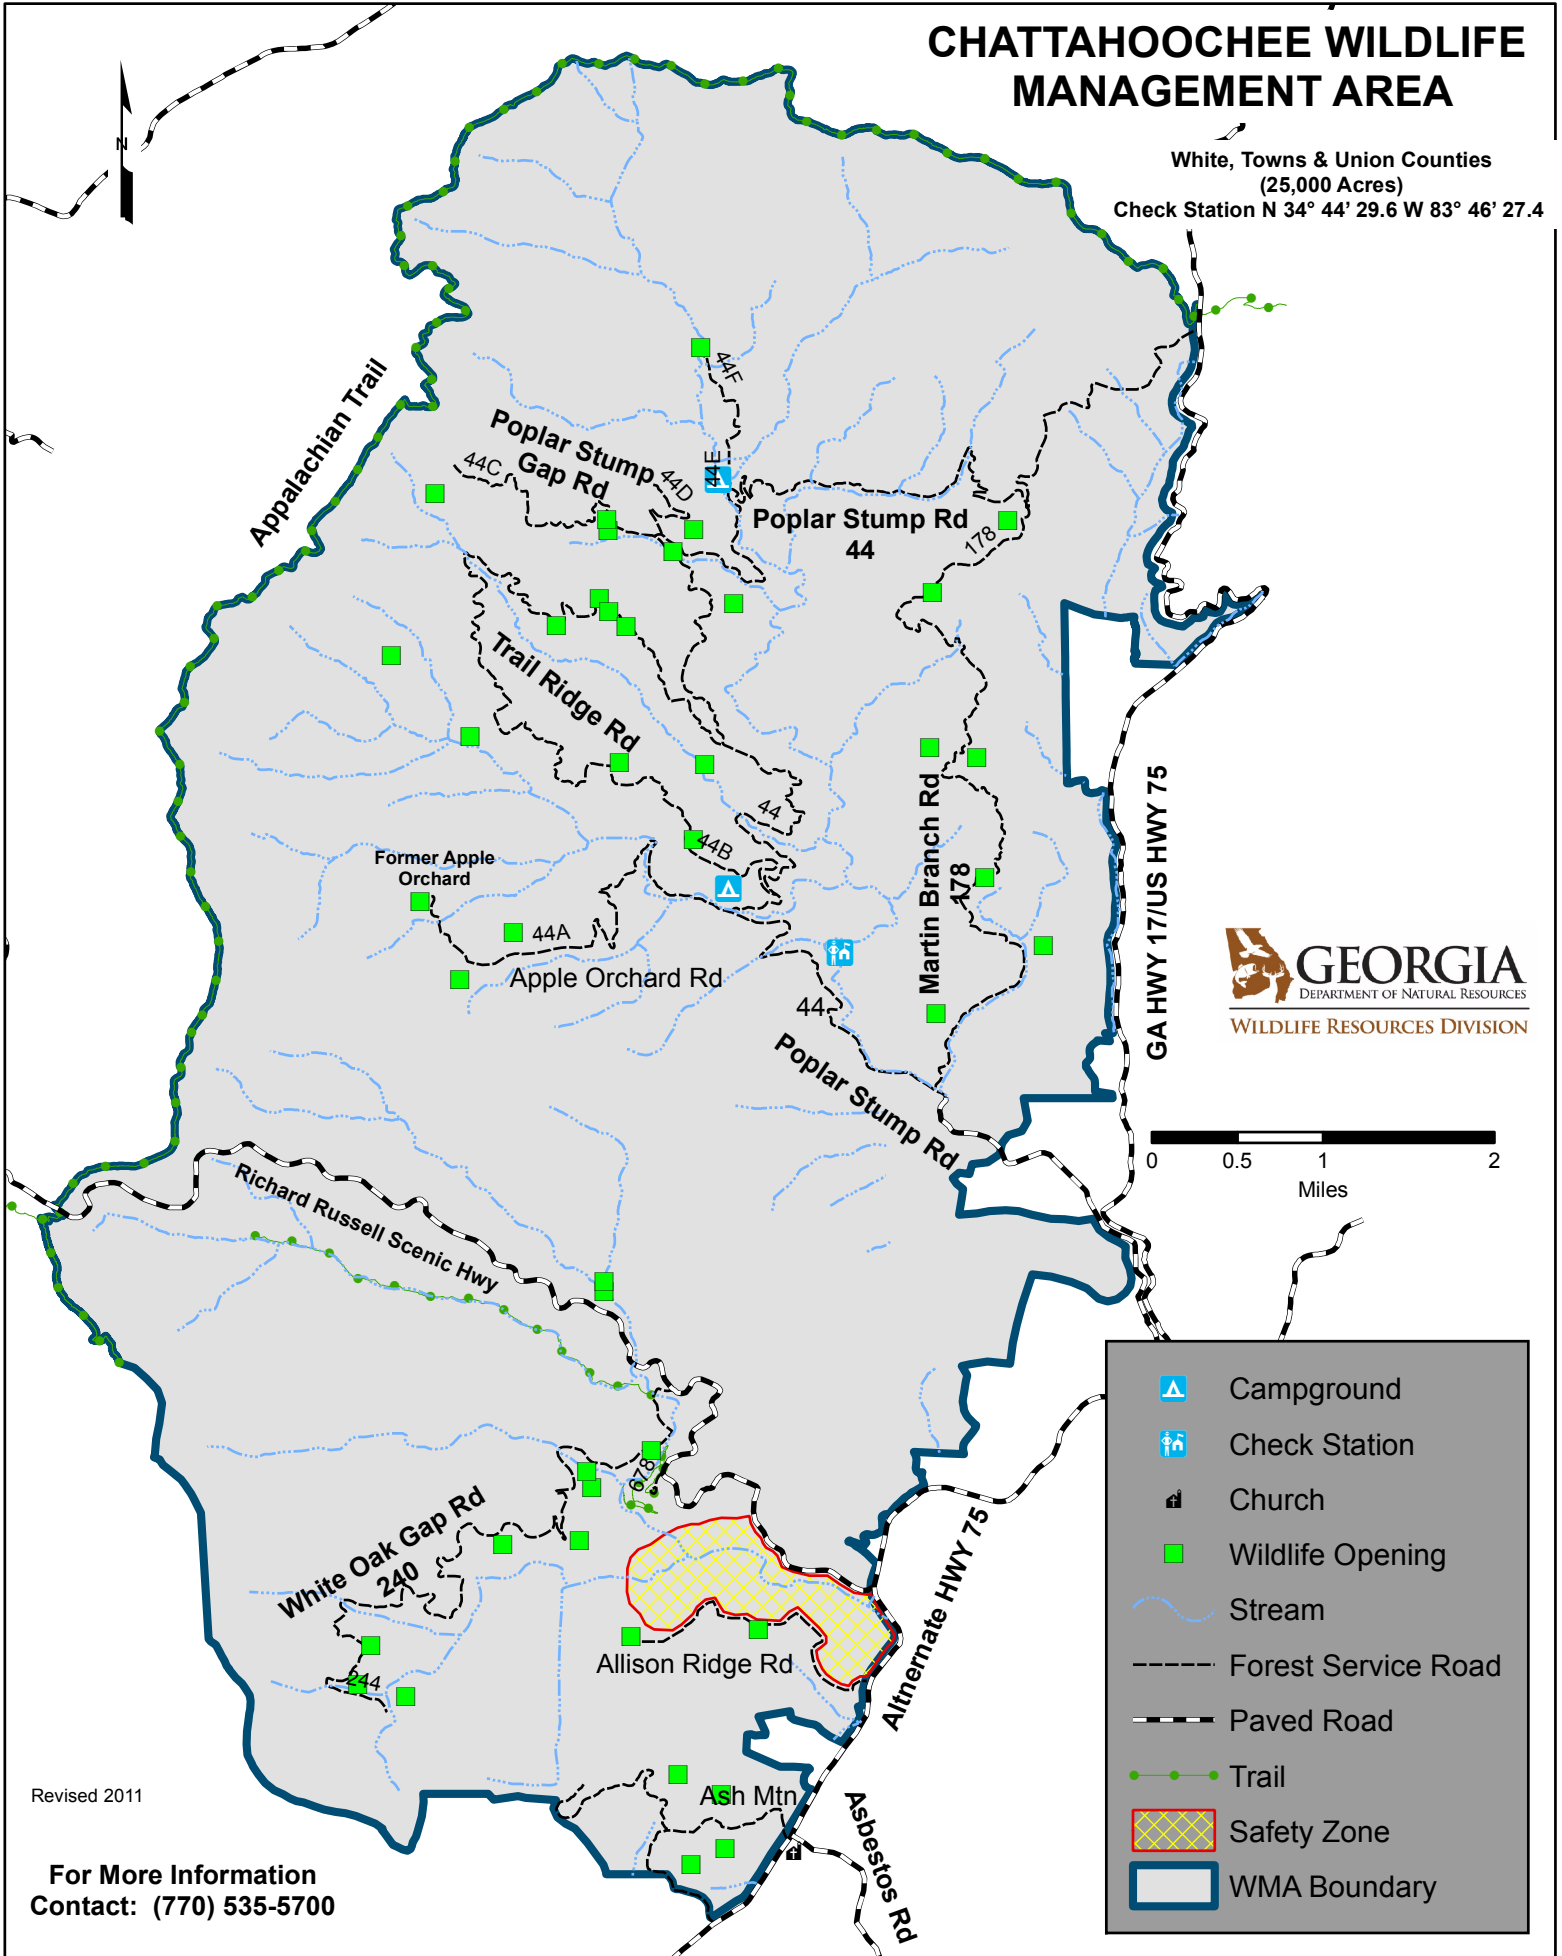 CHATTAHOOCHEE WILDLIFE
MANAGEMENT AREA
White, Towns & Union Counties
(25,000 Acres)
Check Station N 34° 44' 29.6 W 83° 46' 27.4
N
Appalachian Trail
44F
Poplar Stump
Gap Rd
44C
44D
44E
Poplar Stump Rd
44
178
Trail Ridge Rd
44
44B
Former Apple
Orchard
44A
Apple Orchard Rd
Martin Branch Rd
178
GA HWY 17/US HWY 75
GEORGIA
DEPARTMENT OF NATURAL RESOURCES
WILDLIFE RESOURCES DIVISION
44
Poplar Stump Rd
0 0.5 1 2
Miles
Richard Russell Scenic Hwy
678
White Oak Gap Rd
240
244
Allison Ridge Rd
Altnernate HWY 75
Ash Mtn
Asbestos Rd
Campground
Check Station
Church
Wildlife Opening
Stream
Forest Service Road
Paved Road
Trail
Safety Zone
WMA Boundary
Revised 2011
For More Information
Contact: (770) 535-5700